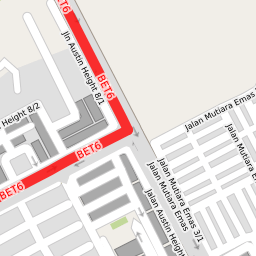 BET6
Jln Austin Height 8/1
BET6
Height 8/2
BET6
BET6
Jalan Mutiara Emas
Jalan Mutiara Emas 3/1
Jalan Mutiara Emas
Jalan Austin Height